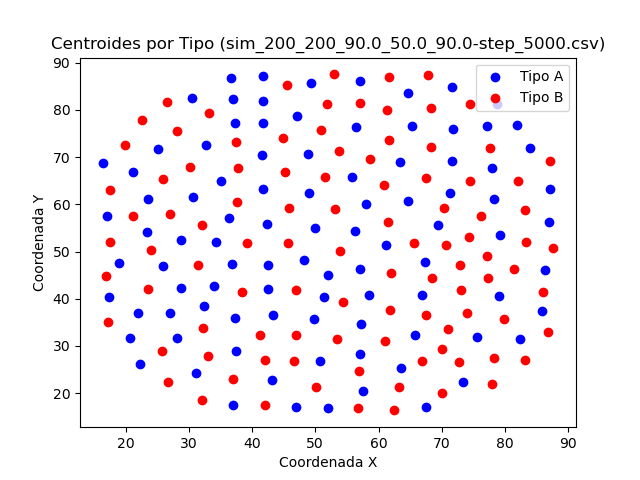 Centroides por Tipo (sim_200_200_90.0_50.0_90.0-step_5000.csv)
90
80
70
60
50
40
30
20
Coordenada Y
Tipo A
Tipo B
20 30 40 50 60 70 80 90
Coordenada X